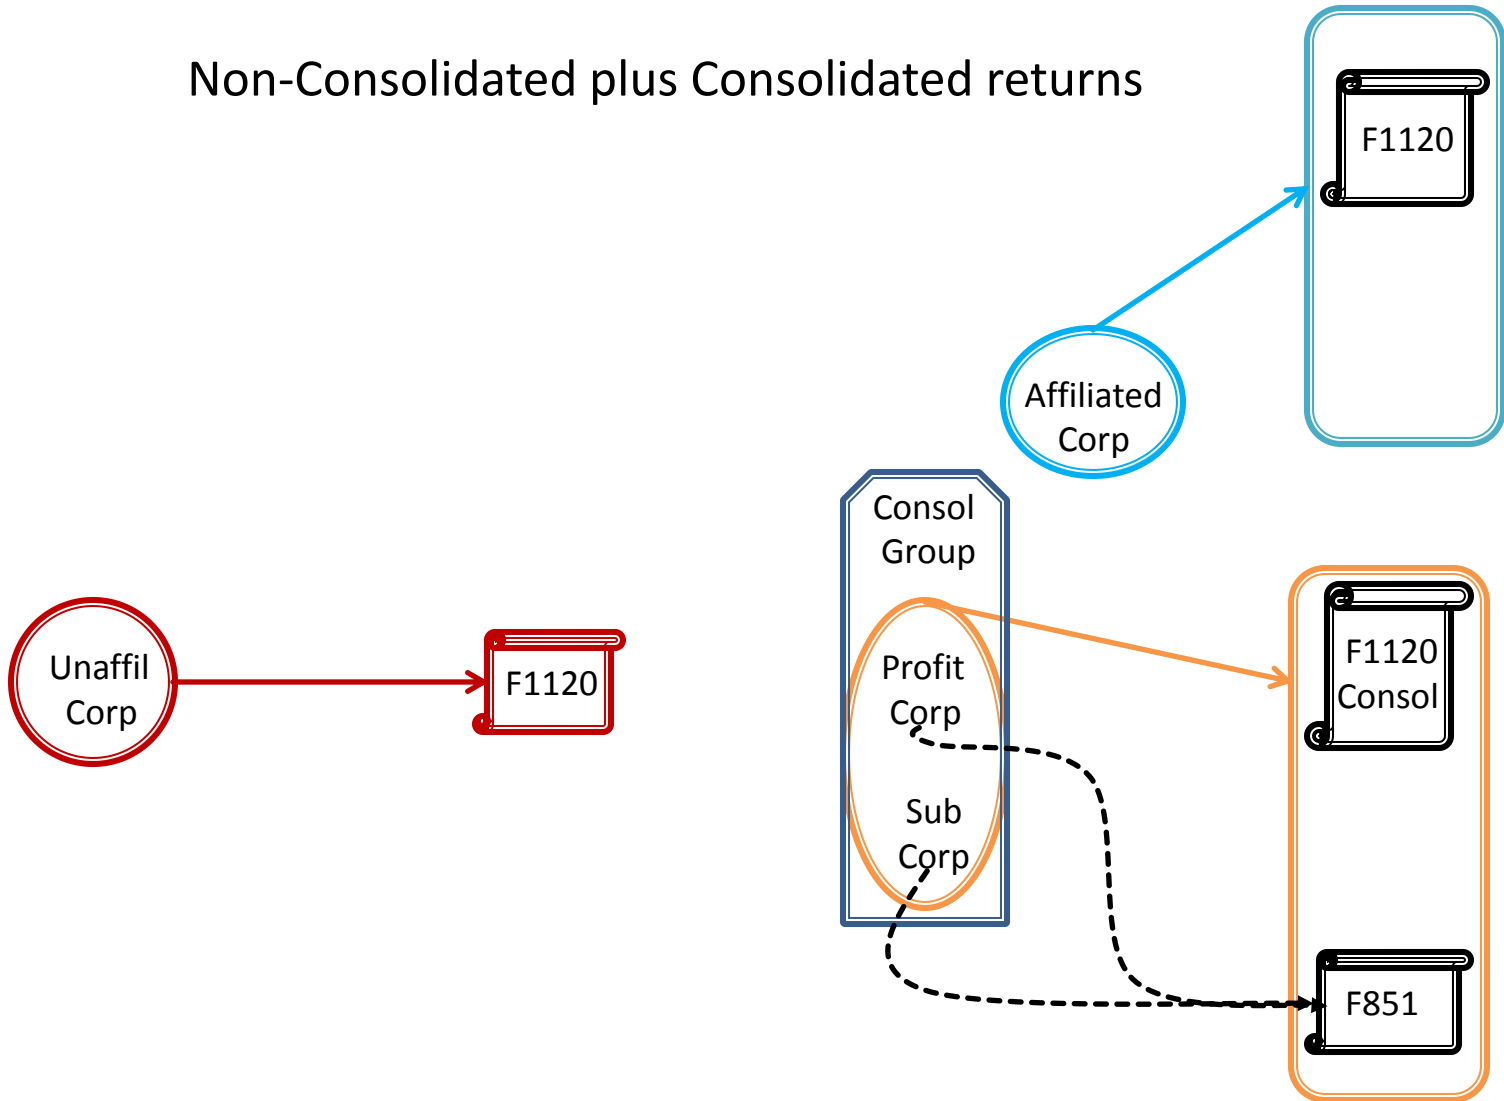 Non-Consolidated plus Consolidated returns
F1120
Affiliated
Corp
Consol
Group
Unaffil
Corp
F1120
Profit
Corp
Sub
Corp
F1120
Consol
F851